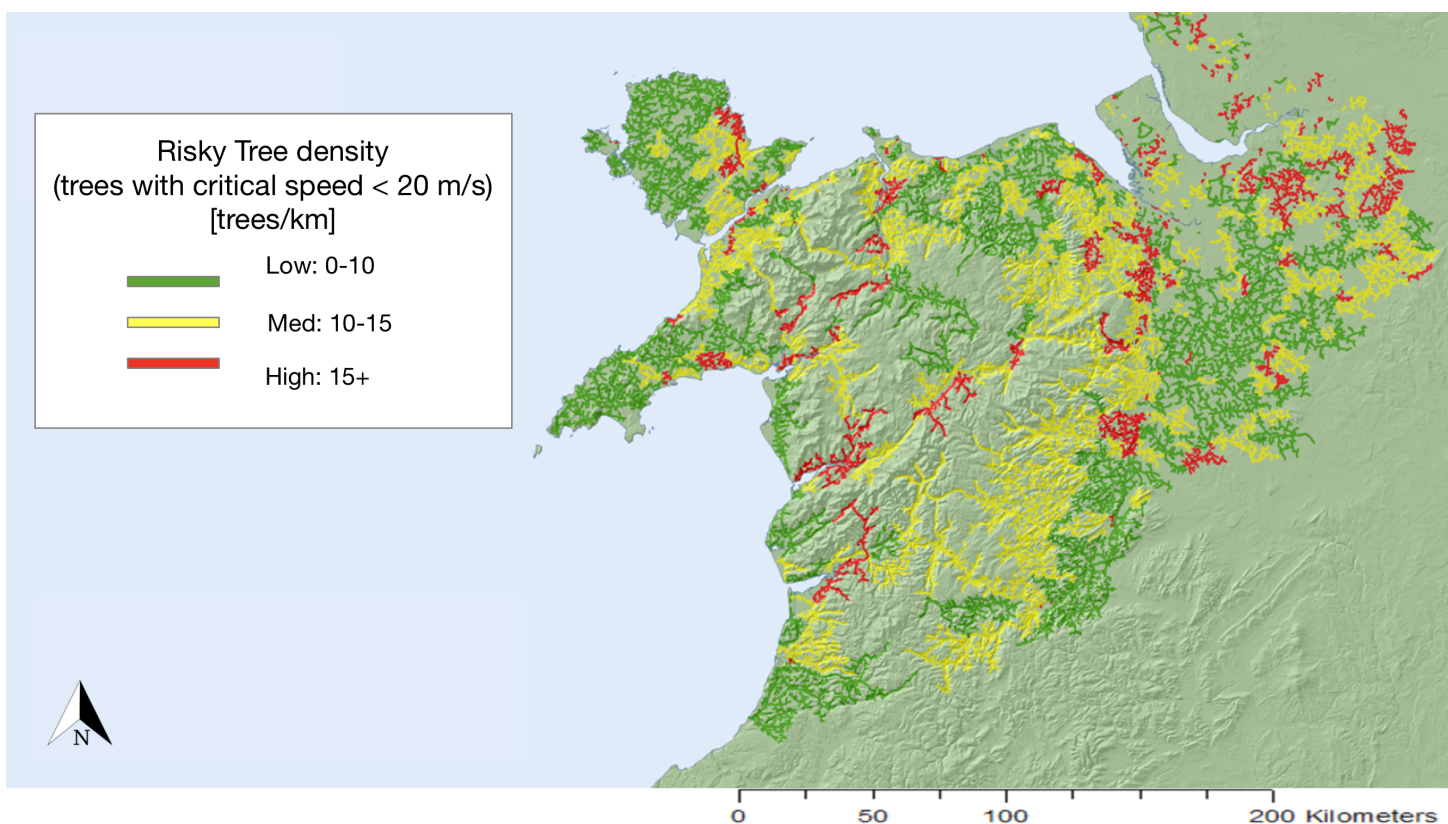 Risky Tree density
(trees with critical speed < 20 m/s)
[trees/km]
Low: 0-10
Med: 10-15
High: 15+
N
0 50 100 200 Kilometers